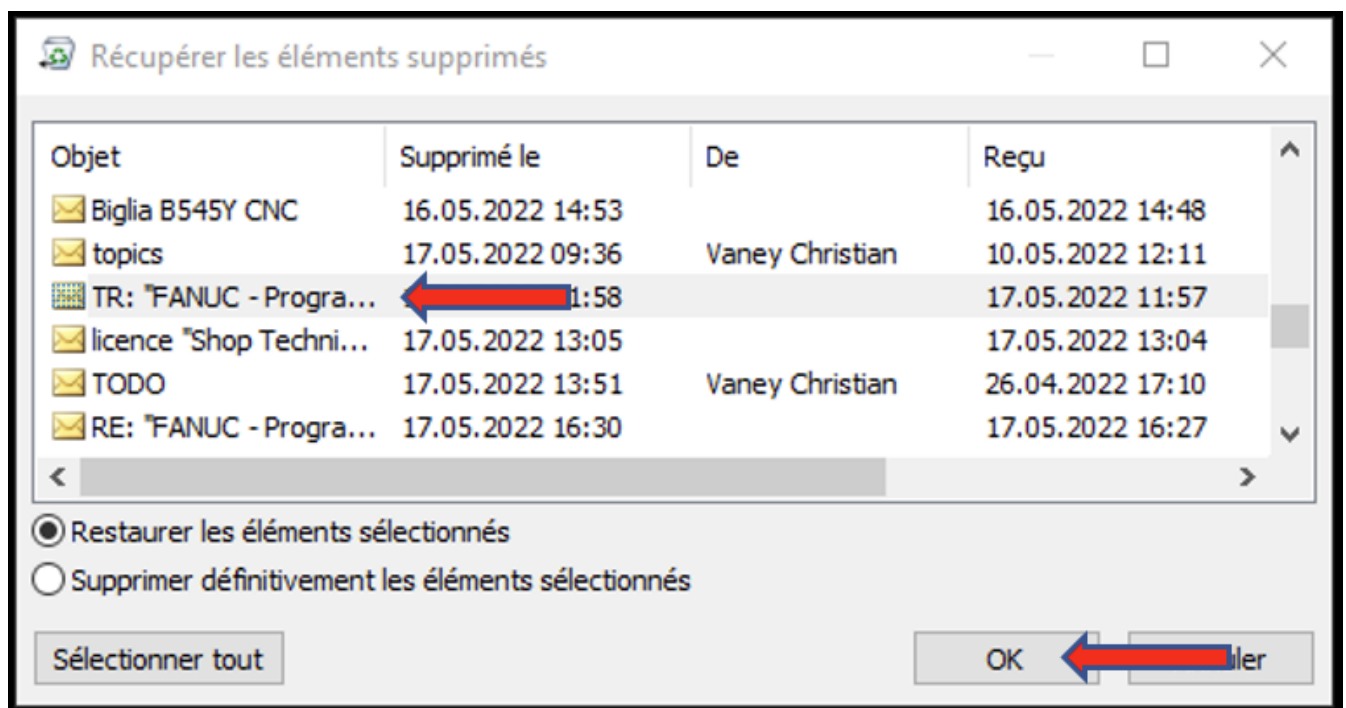 Récupérer les éléments supprimés
Objet Supprimé le De Reçu
Biglia B545Y CNC 16.05.2022 14:53 16.05.2022 14:48
topics 17.05.2022 09:36 Vaney Christian 10.05.2022 12:11
TR: "FANUC - Progra... :58 17.05.2022 11:57
licence "Shop Techni... 17.05.2022 13:05 17.05.2022 13:04
TODO 17.05.2022 13:51 Vaney Christian 26.04.2022 17:10
RE: "FANUC - Progra... 17.05.2022 16:30 17.05.2022 16:27
Restaurer les éléments sélectionnés
Supprimer définitivement les éléments sélectionnés
Sélectionner tout OK